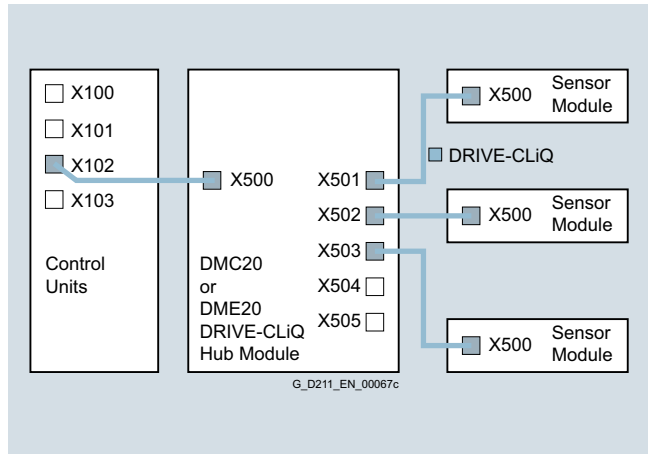 X100
X101
X102
X103
Control
Units
X500
DMC20
or
DME20
DRIVE-CLiQ
Hub Module
X501
X502
X503
X504
X505
X500
Sensor
Module
DRIVE-CLiQ
X500
Sensor
Module
X500
Sensor
Module
G_D211_EN_00067c